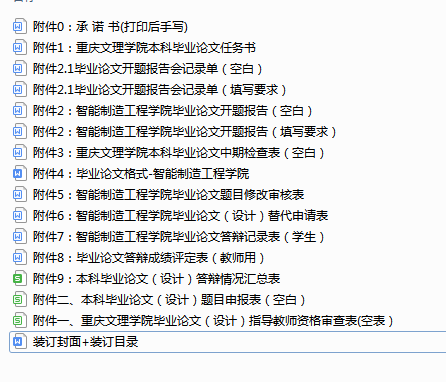 附件0：承 诺 书(打印后手写)
附件1：重庆文理学院本科毕业论文任务书
附件2.1毕业论文开题报告会记录单（空白）
附件2.1毕业论文开题报告会记录单（填写要求）
附件2：智能制造工程学院毕业论文开题报告（空白）
附件2：智能制造工程学院毕业论文开题报告（填写要求）
附件3：重庆文理学院本科毕业论文中期检查表（空白）
附件4：毕业论文格式-智能制造工程学院
附件5：智能制造工程学院毕业论文题目修改审核表
附件6：智能制造工程学院毕业论文（设计）替代申请表
附件7：智能制造工程学院毕业论文答辩记录表（学生）
附件8：毕业论文答辩成绩评定表（教师用）
附件9：本科毕业论文（设计）答辩情况汇总表
附件二、本科毕业论文（设计）题目申报表（空白）
附件一、重庆文理学院毕业论文（设计）指导教师资格审查表(空表）
装订封面+装订目录